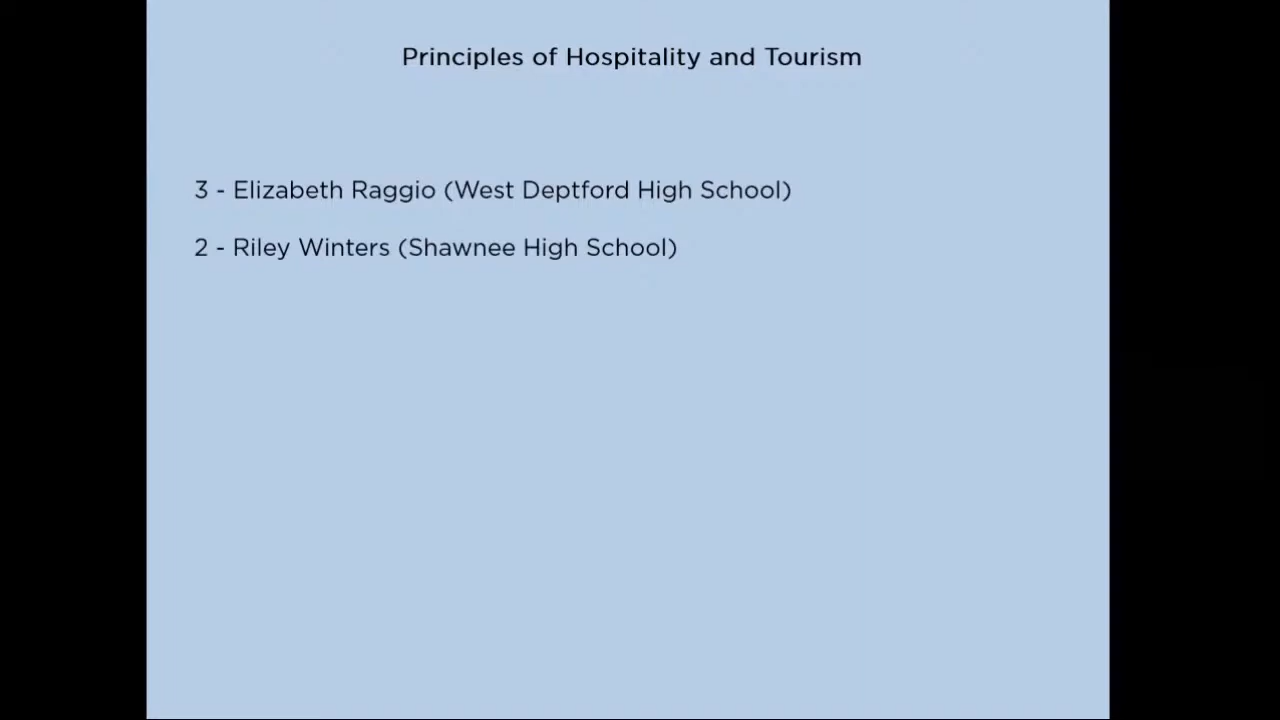 Principles of Hospitality and Tourism
3 - Elizabeth Raggio (West Deptford High School)
2 - Riley Winters (Shawnee High School)